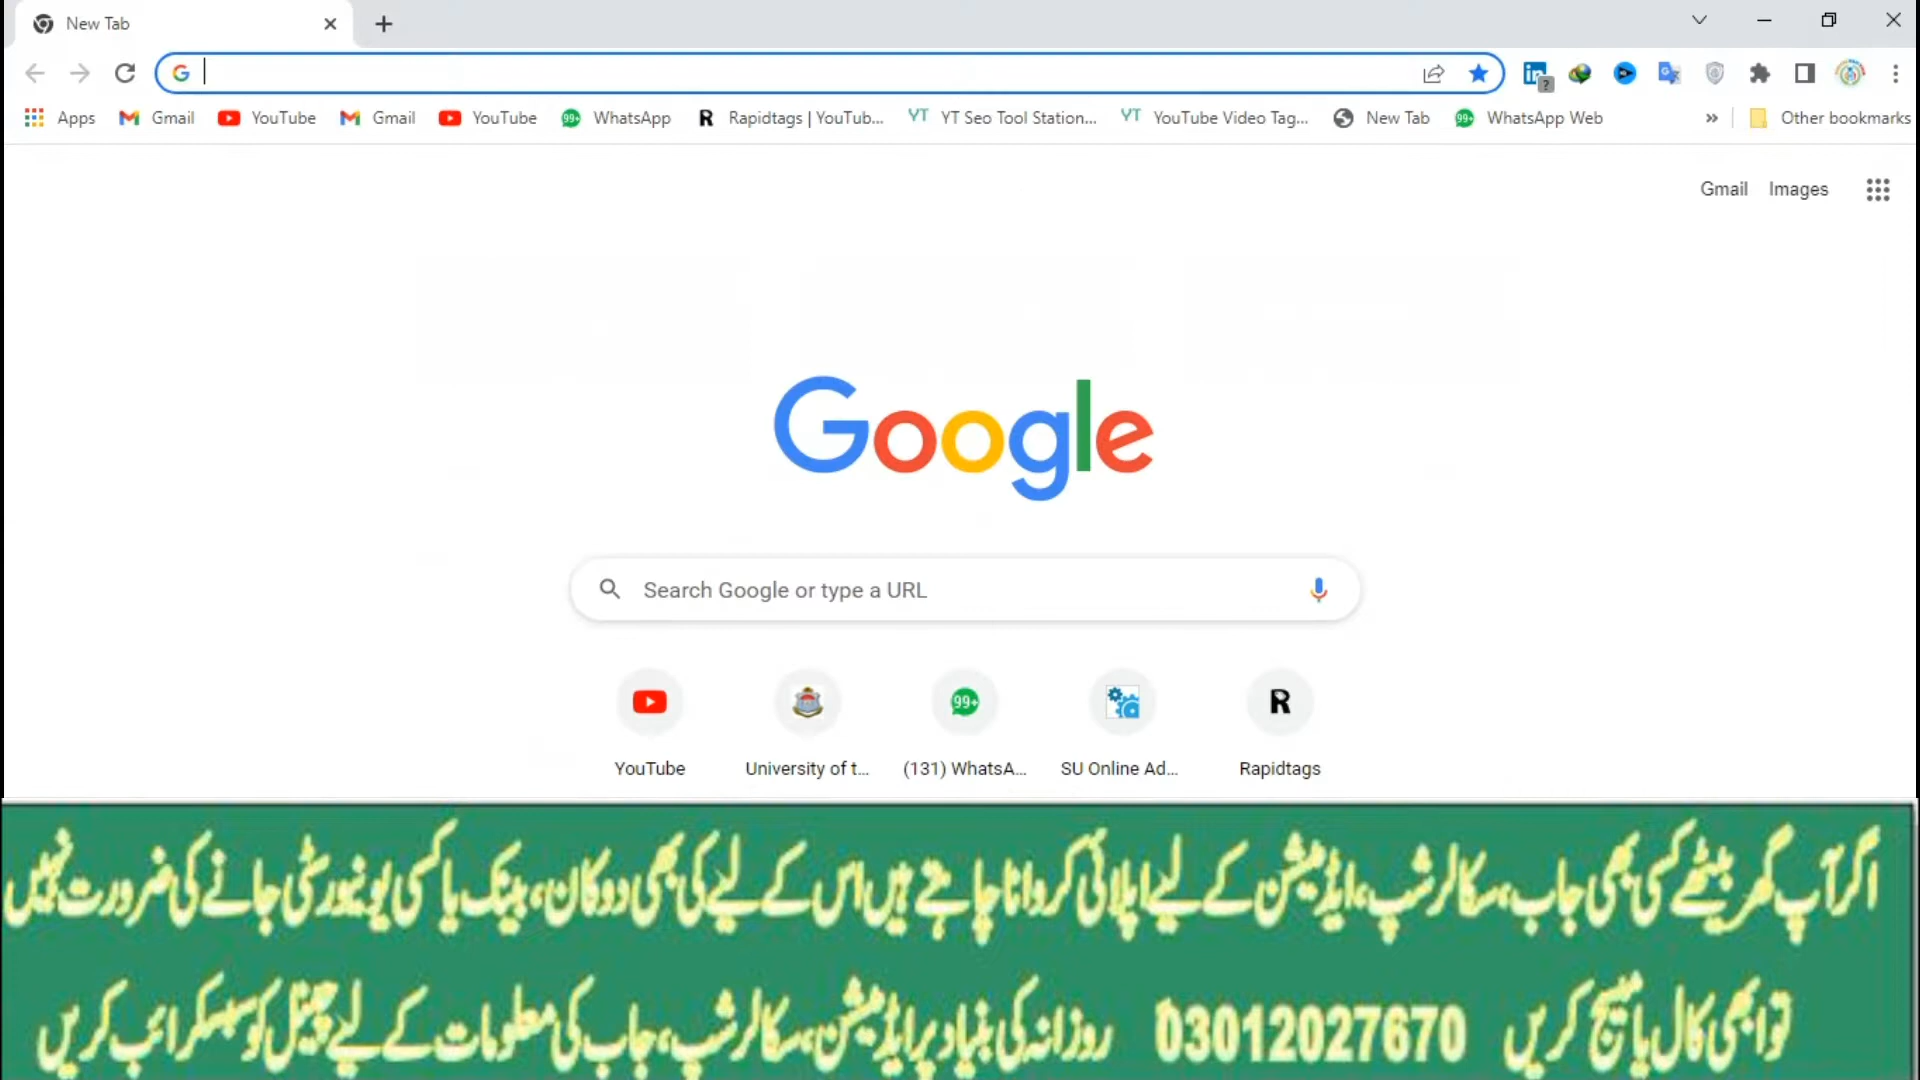 New Tab
Apps Gmail YouTube Gmail YouTube WhatsApp Rapidtags | YouTub... YT Seo Tool Station... YouTube Video Tag... New Tab WhatsApp Web » Other bookmarks
Gmail Images
Google
Search Google or type a URL
YouTube University of t... (131) WhatsA... SU Online Ad... Rapidtags
اگر آپ گھر بیٹھے کسی بھی جاب، سکالرشپ، ایڈمیشن کے لیے اپلائی کروانا چاہتے ہیں اس کے لیے کی بھی دوکان، بینک یا کسی یونیورسٹی جانے کی ضرورت نہیں
تو ابھی کال یا میسج کریں 03012027670 روزانہ کی بنیاد پر ایڈمیشن، سکالرشپ، جاب کی معلومات کے لیے چینل کو سبسکرائب کریں